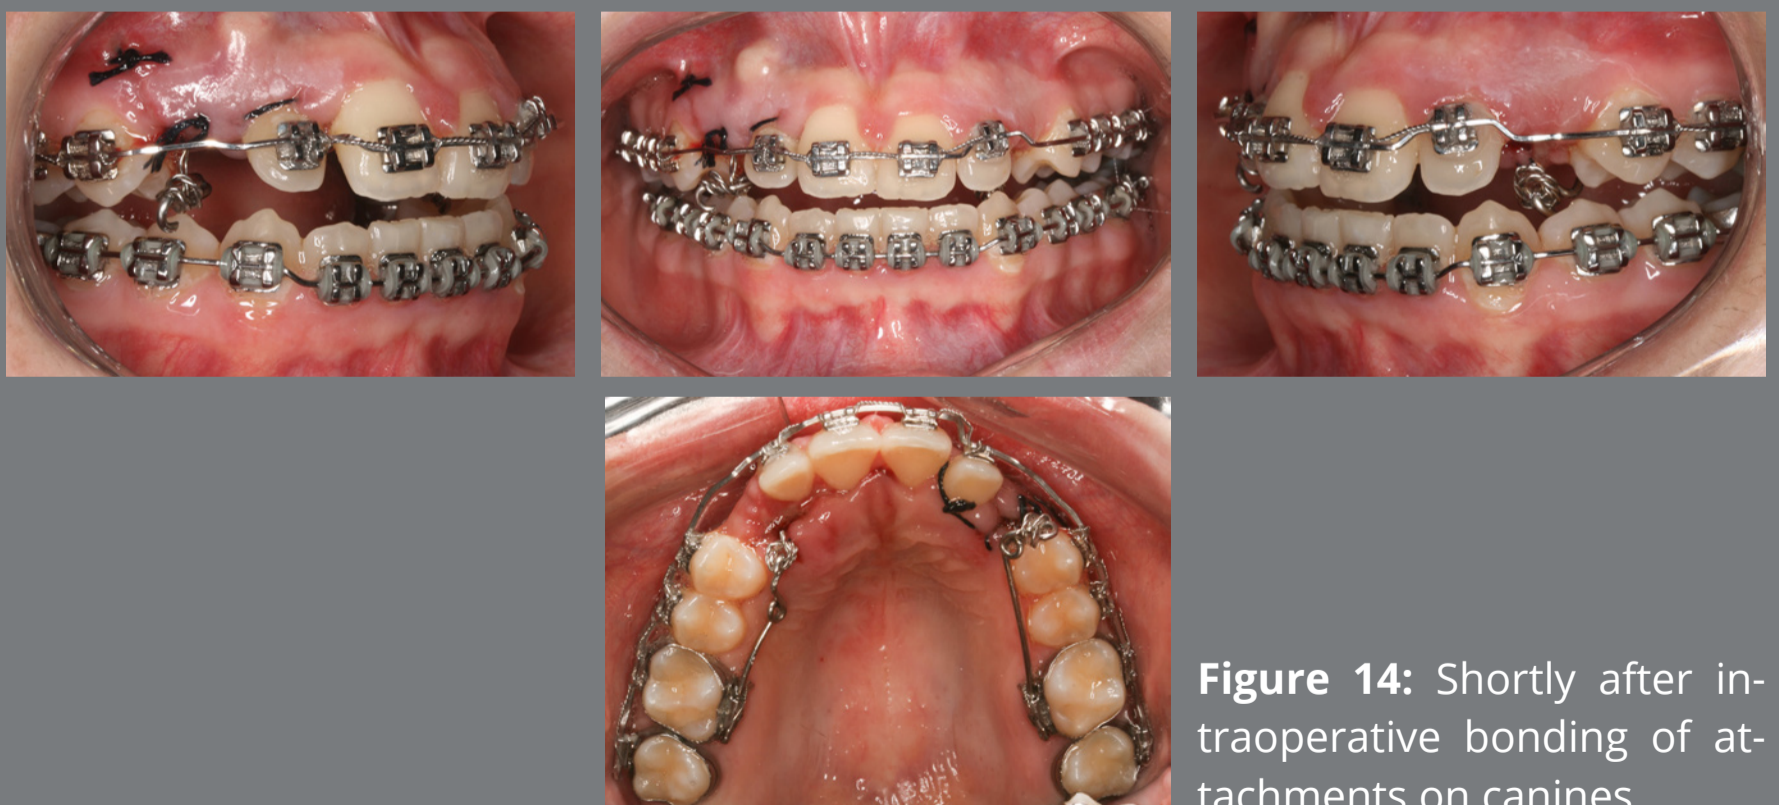 Figure 14: Shortly after in-
traoperative bonding of at-
tachments on canines